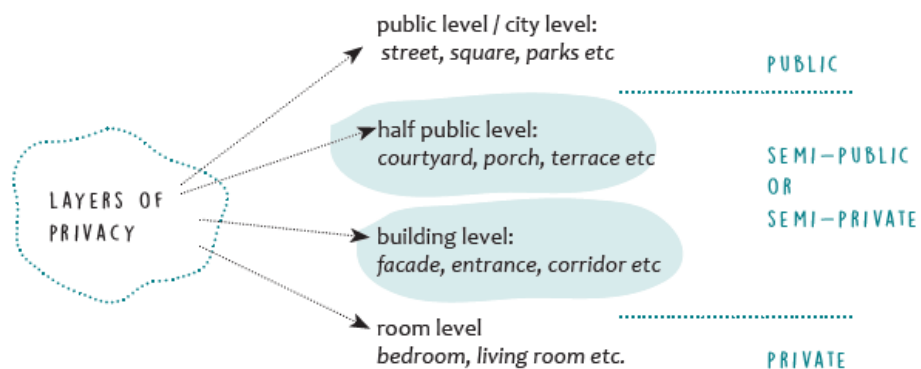 public level / city level:
street, square, parks etc
PUBLIC
half public level:
courtyard, porch, terrace etc
SEMI-PUBLIC
OR
SEMI-PRIVATE
LAYERS OF
PRIVACY
building level:
facade, entrance, corridor etc
room level
bedroom, living room etc.
PRIVATE